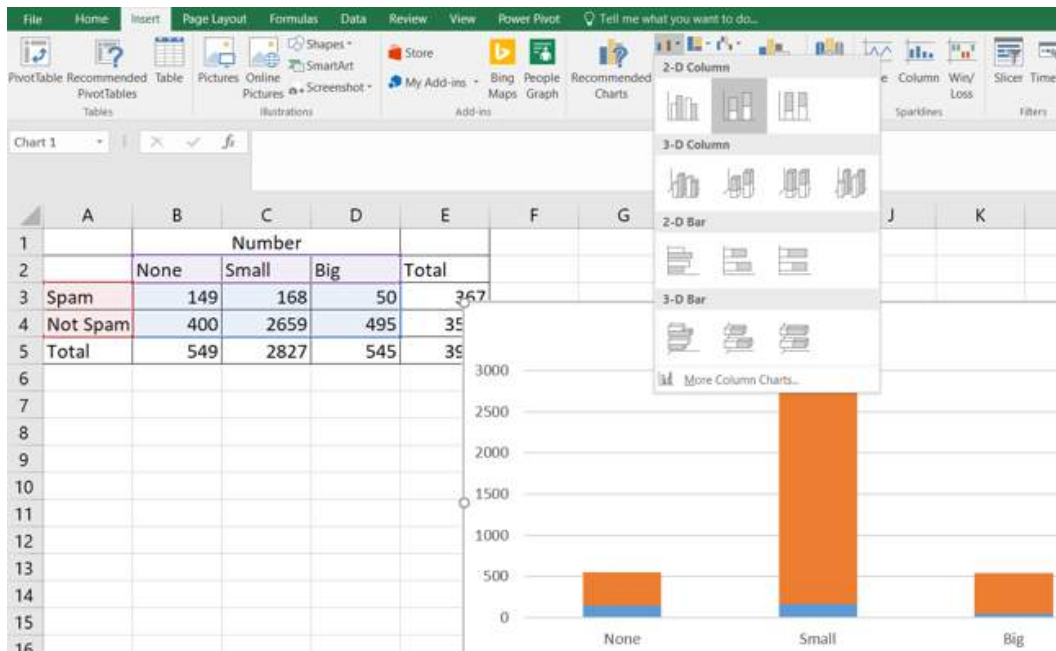 File Home Insert Page Layout Formulas Data Review View Power Pivot Tell me what you want to do...
PivotTable Recommended PivotTables Table
Tables
Pictures Online Pictures Shapes SmartArt Screenshot
Illustrations
Store
My Add-ins
Bing Maps People Graph
Add-ins
Recommended Charts
Column Win/ Loss
Sparklines
Slicer Time
Filters
2-D Column
3-D Column
2-D Bar
3-D Bar
More Column Charts...
Chart 1 fx
A B C D E F G J K
1 Number
2 None Small Big Total
3 Spam 149 168 50 367
4 Not Spam 400 2659 495 35
5 Total 549 2827 545 39
6
7
8
9
10
11
12
13
14
15
16
3000
2500
2000
1500
1000
500
0
None Small Big